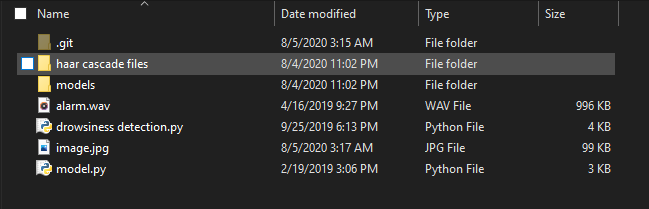 Name Date modified Type Size
.git 8/5/2020 3:15 AM File folder
haar cascade files 8/4/2020 11:02 PM File folder
models 8/4/2020 11:02 PM File folder
alarm.wav 4/16/2019 9:27 PM WAV File 996 KB
drowsiness detection.py 9/25/2019 6:13 PM Python File 4 KB
image.jpg 8/5/2020 3:17 AM JPG File 99 KB
model.py 2/19/2019 3:06 PM Python File 3 KB